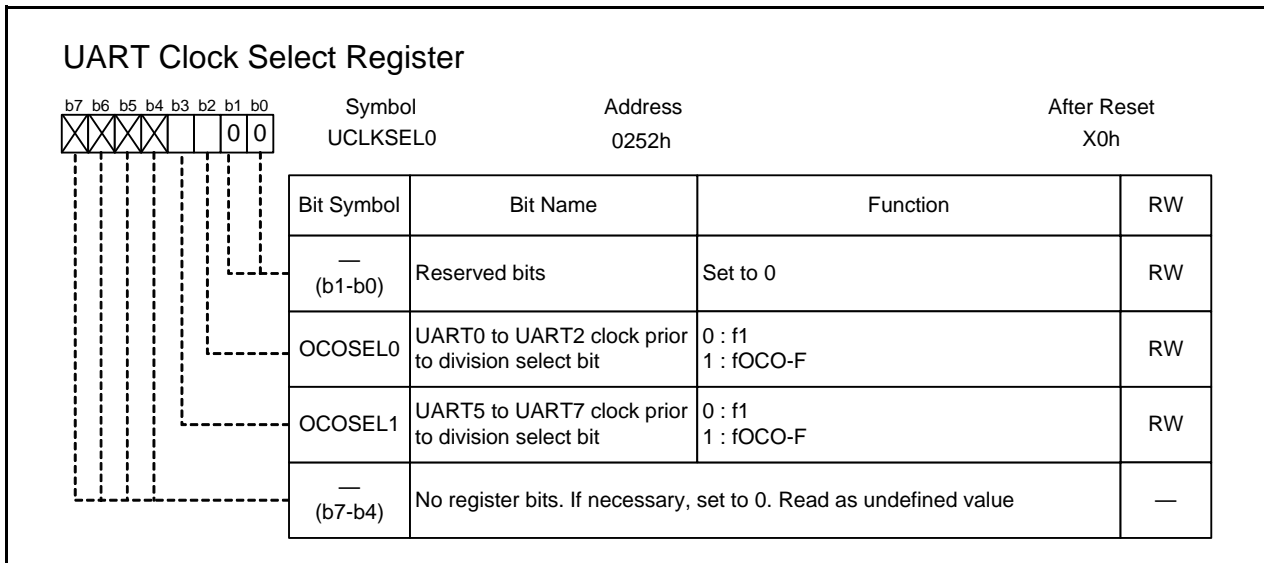 UART Clock Select Register
b7 b6 b5 b4 b3 b2 b1 b0
0 0
Symbol Address After Reset
UCLKSEL0 0252h X0h
Bit Symbol Bit Name Function RW
—
(b1-b0) Reserved bits Set to 0 RW
OCOSEL0 UART0 to UART2 clock prior to division select bit 0 : f1 RW
1 : fOCO-F
OCOSEL1 UART5 to UART7 clock prior to division select bit 0 : f1 RW
1 : fOCO-F
—
(b7-b4) No register bits. If necessary, set to 0. Read as undefined value —